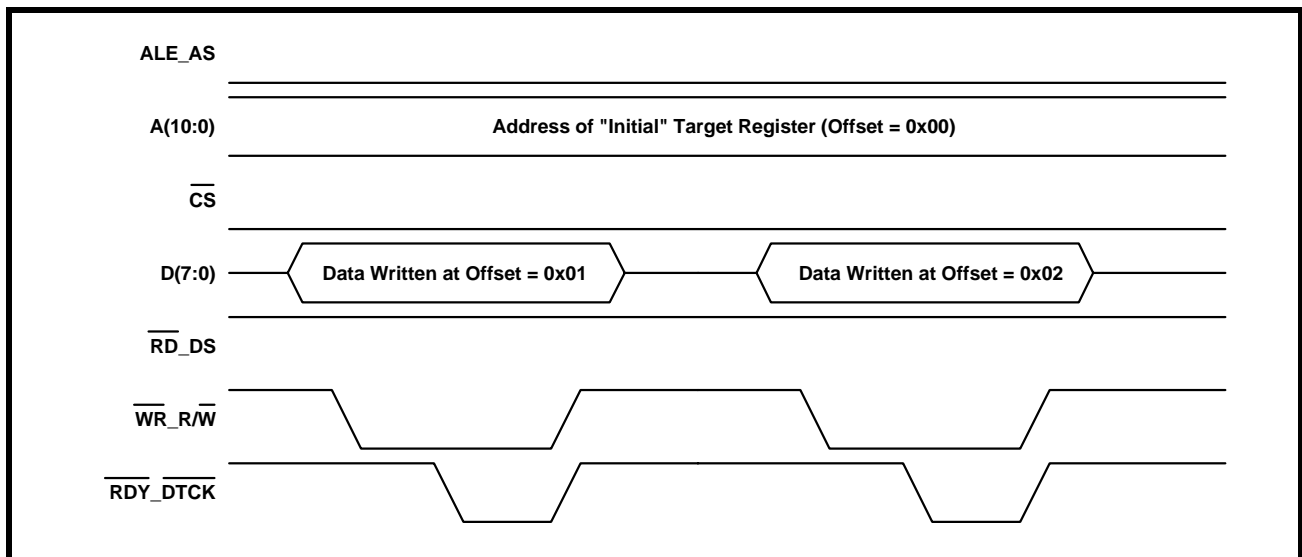 ALE_AS
A(10:0)
Address of "Initial" Target Register (Offset = 0x00)
CS
D(7:0)
Data Written at Offset = 0x01
Data Written at Offset = 0x02
RD_DS
WR_R/W
RDY_DTCK